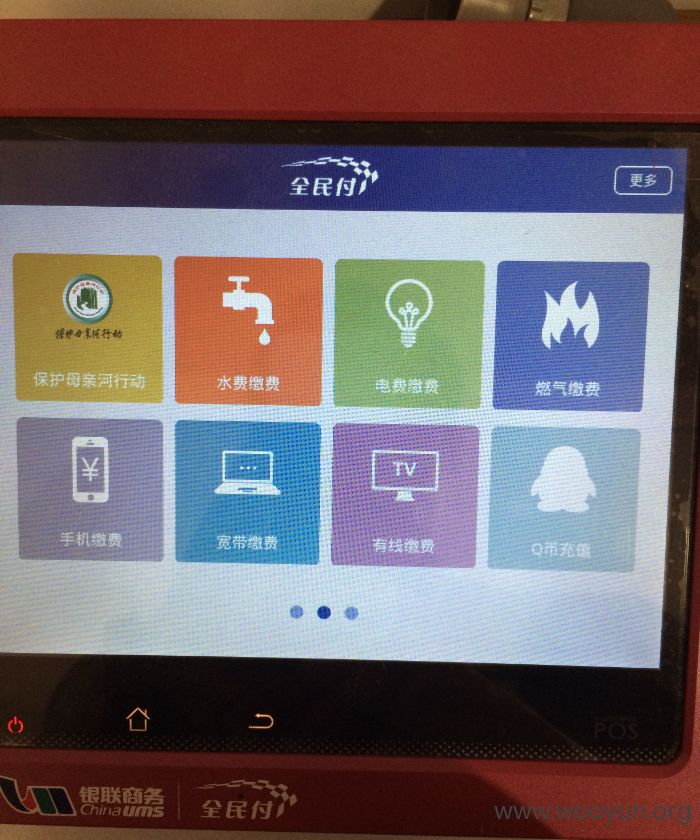 全民付
更多
保护母亲河行动
保护母亲河行动
水费缴费
电费缴费
燃气缴费
¥
TV
手机缴费
宽带缴费
有线缴费
Q币充值
POS
银联商务
China ums
全民付
www.wooyun.org